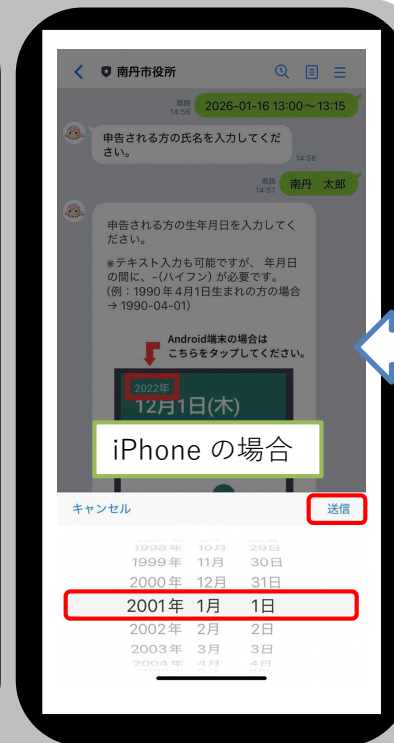 南丹市役所
既読
14:56
2026-01-16 13:00～13:15
申告される方の氏名を入力してくだ
さい。
14:56
既読
14:57
南丹　太郎
申告される方の生年月日を入力してく
ださい。
※テキスト入力も可能ですが、 年月日
の間に、-(ハイフン) が必要です。
(例：1990年4月1日生まれの方の場合
→ 1990-04-01)
Android端末の場合は
こちらをタップしてください。
2022年
12月1日(木)
iPhone の場合
キャンセル 送信
1998年 10月 29日
1999年 11月 30日
2000年 12月 31日
2001年 1月 1日
2002年 2月 2日
2003年 3月 3日
2004年 4月 4日